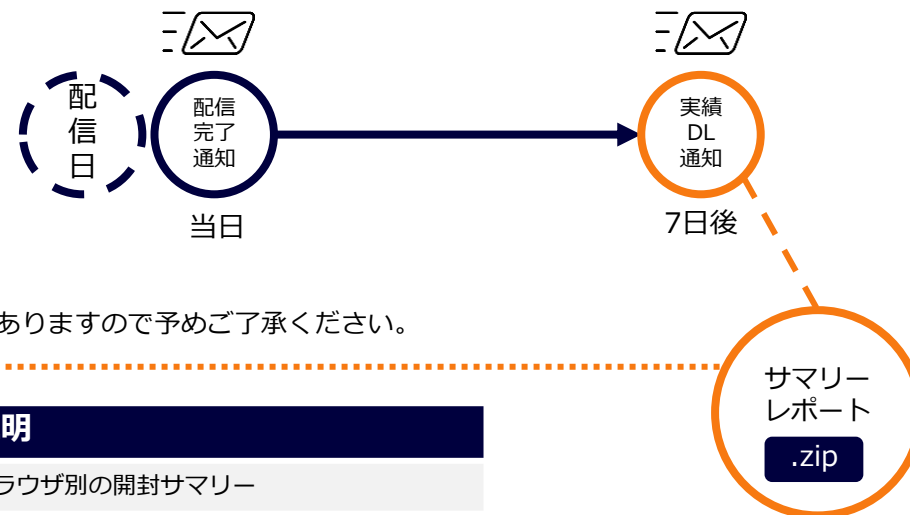 配
信
日
配信
完了
通知
当日
実績
DL
通知
7日後
ありますので予めご了承ください。
サマリー
レポート
.zip
明
ラウザ別の開封サマリー